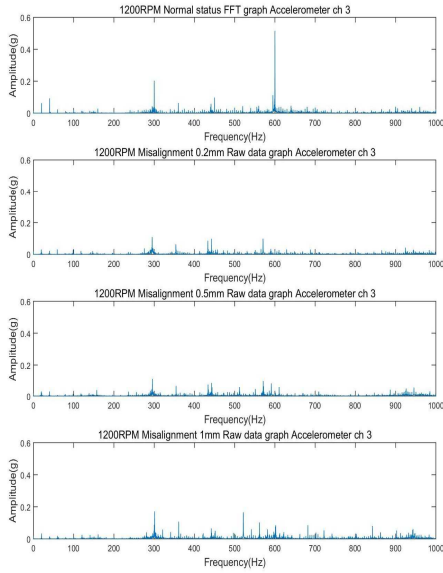 1200RPM Normal status FFT graph Accelerometer ch 3
Amplitude(g)
0.6
0.4
0.2
0
0 100 200 300 400 500 600 700 800 900 1000
Frequency(Hz)
1200RPM Misalignment 0.2mm Raw data graph Accelerometer ch 3
Amplitude(g)
0.6
0.4
0.2
0
0 100 200 300 400 500 600 700 800 900 1000
Frequency(Hz)
1200RPM Misalignment 0.5mm Raw data graph Accelerometer ch 3
Amplitude(g)
0.6
0.4
0.2
0
0 100 200 300 400 500 600 700 800 900 1000
Frequency(Hz)
1200RPM Misalignment 1mm Raw data graph Accelerometer ch 3
Amplitude(g)
0.6
0.4
0.2
0
0 100 200 300 400 500 600 700 800 900 1000
Frequency(Hz)